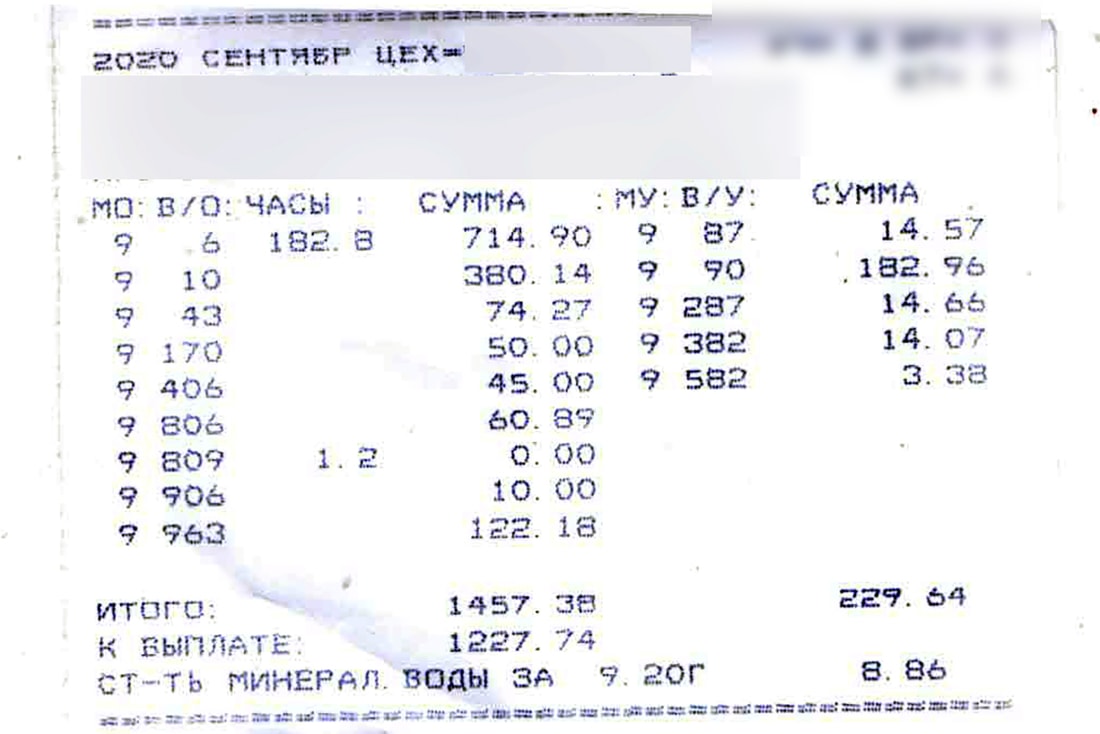 2020 СЕНТЯБР ЦЕХ=
МО: В/О: ЧАСЫ : СУММА : МУ: В/У: СУММА
9 6 182. 8 714. 90 9 87 14. 57
9 10 380. 14 9 90 182. 96
9 43 74. 27 9 287 14. 66
9 170 50. 00 9 382 14. 07
9 406 45. 00 9 582 3. 38
9 806 60. 89
9 809 1. 2 0. 00
9 906 10. 00
9 963 122. 18
ИТОГО: 1457. 38 229. 64
К ВЫПЛАТЕ: 1227. 74
СТ-ТЬ МИНЕРАЛ. ВОДЫ ЗА 9. 20Г 8. 86